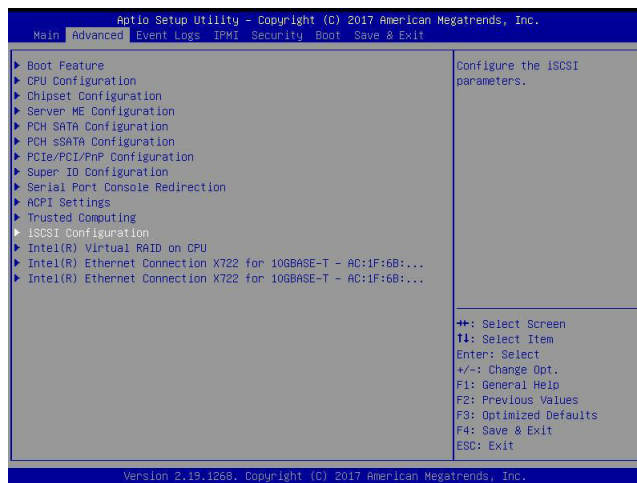 Aptio Setup Utility – Copyright (C) 2017 American Megatrends, Inc.
Main Advanced Event Logs IPMI Security Boot Save & Exit
▶ Boot Feature
▶ CPU Configuration
▶ Chipset Configuration
▶ Server ME Configuration
▶ PCH SATA Configuration
▶ PCH sSATA Configuration
▶ PCIe/PCI/PnP Configuration
▶ Super IO Configuration
▶ Serial Port Console Redirection
▶ ACPI Settings
▶ Trusted Computing
▶ iSCSI Configuration
▶ Intel(R) Virtual RAID on CPU
▶ Intel(R) Ethernet Connection X722 for 10GBASE-T – AC:1F:6B:...
▶ Intel(R) Ethernet Connection X722 for 10GBASE-T – AC:1F:6B:...
Configure the iSCSI
parameters.
→←: Select Screen
↑↓: Select Item
Enter: Select
+/-: Change Opt.
F1: General Help
F2: Previous Values
F3: Optimized Defaults
F4: Save & Exit
ESC: Exit
Version 2.19.1268. Copyright (C) 2017 American Megatrends, Inc.